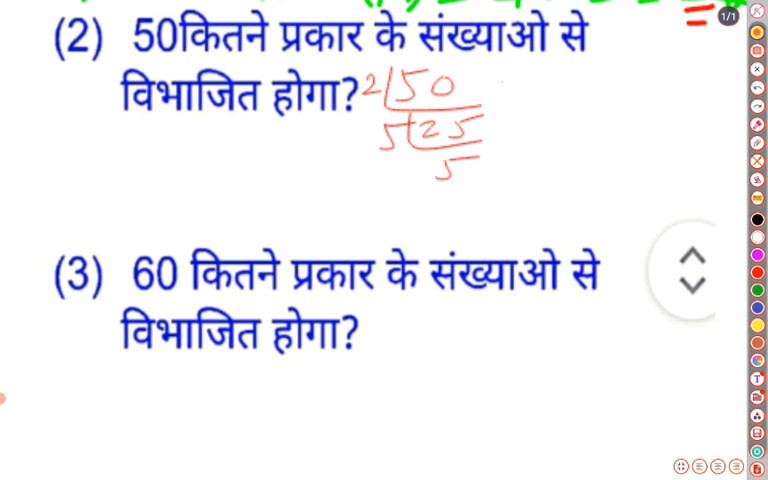 1/1
(2) 50कितने प्रकार के संख्याओ से
विभाजित होगा? 2 50
5 25
5
(3) 60 कितने प्रकार के संख्याओ से
विभाजित होगा?